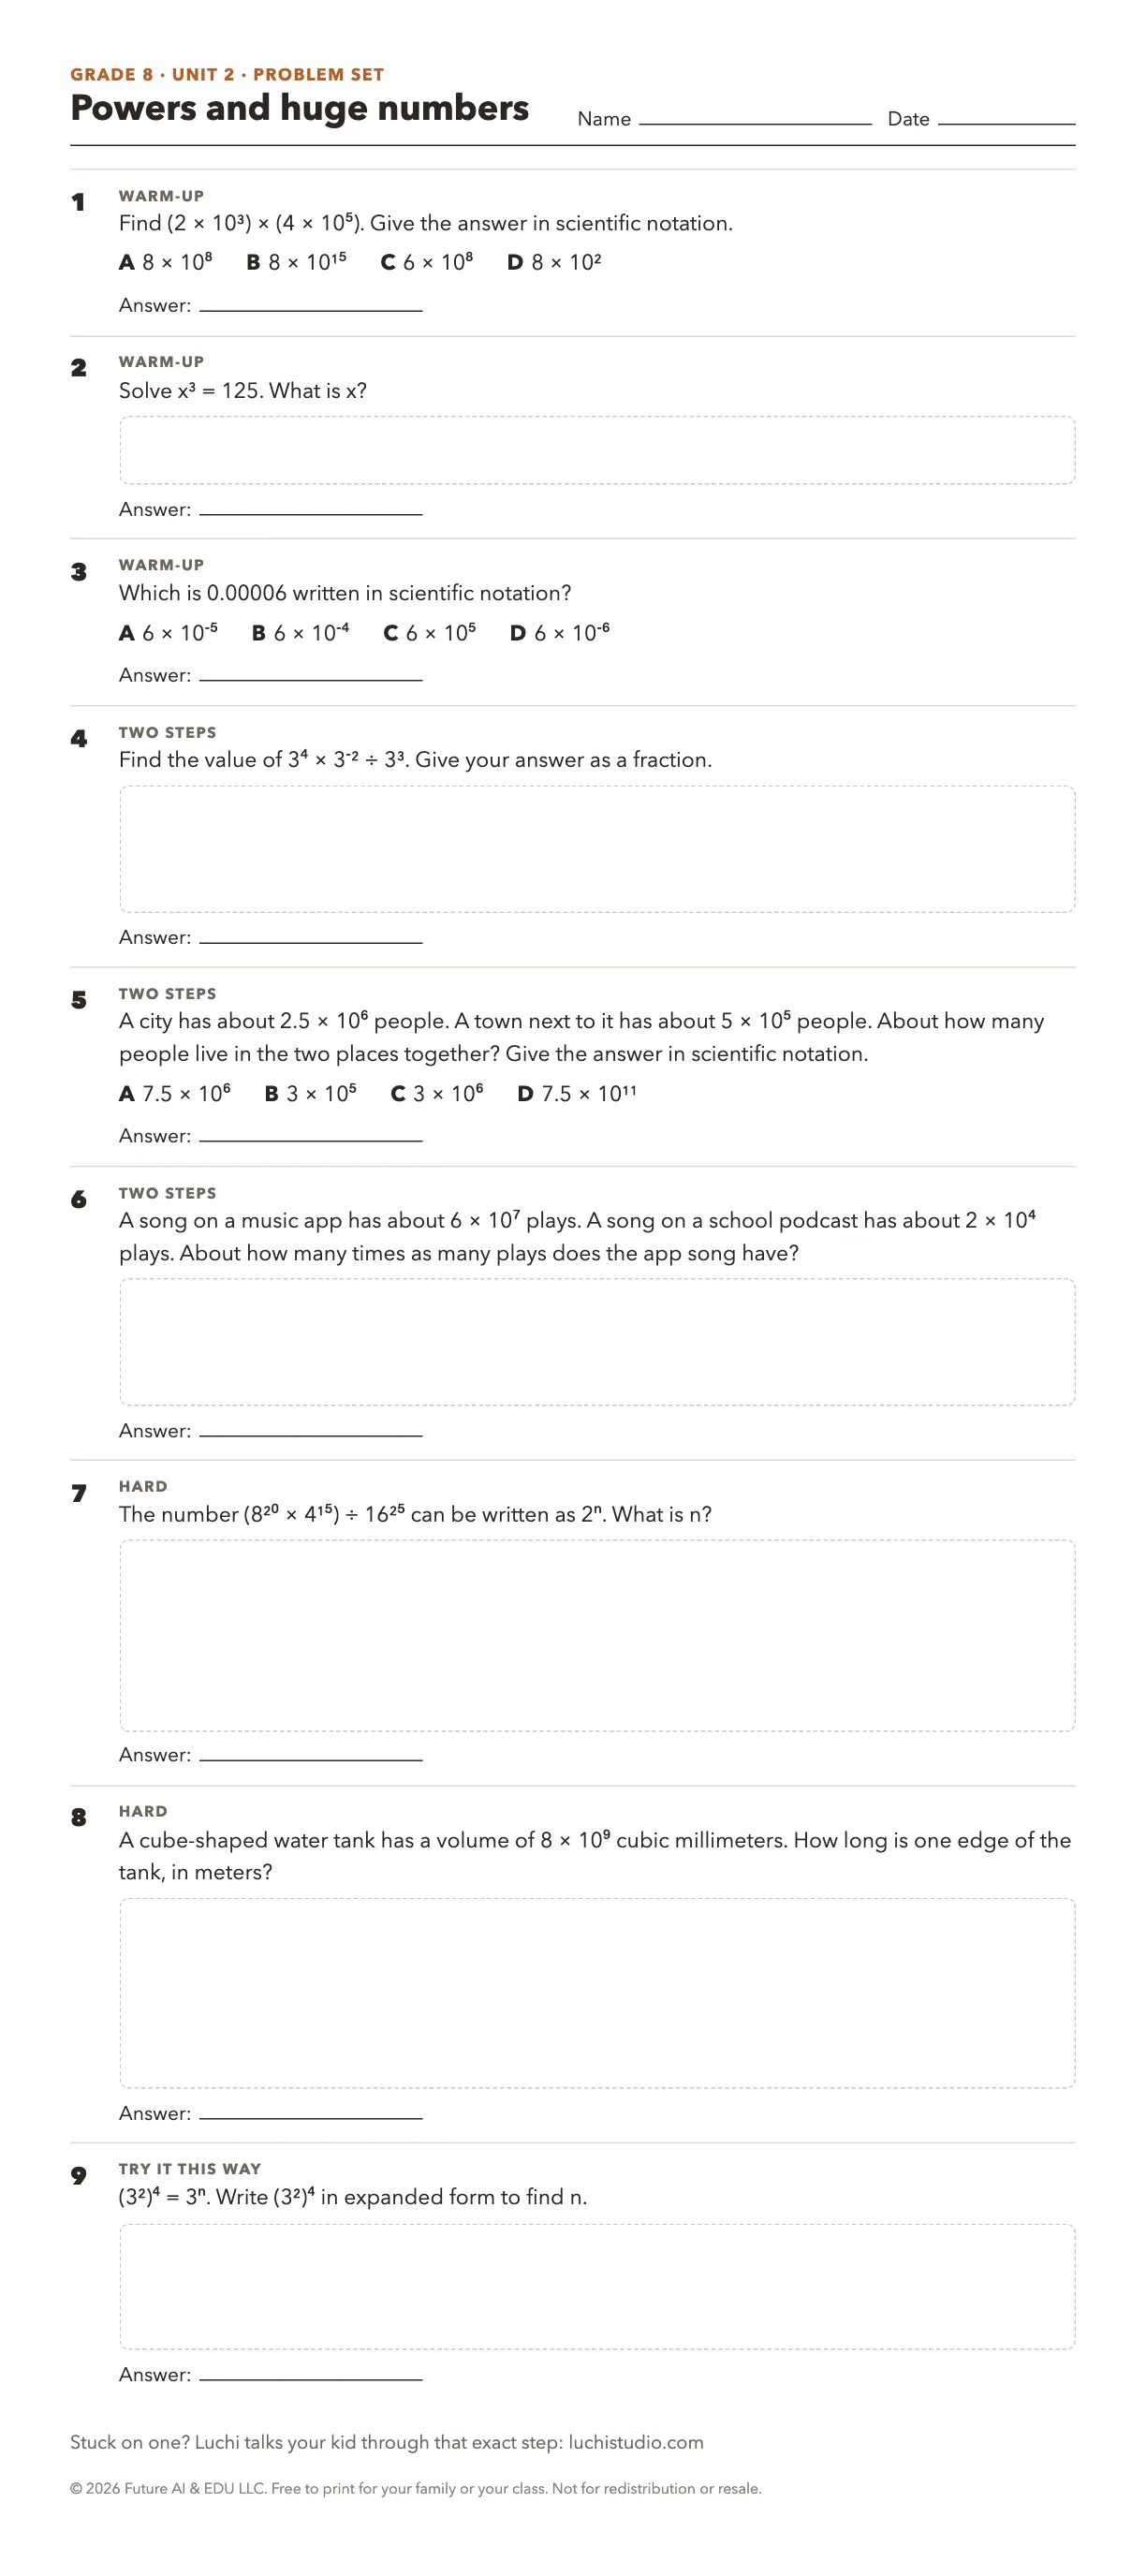 GRADE 8 · UNIT 2 · PROBLEM SET
Powers and huge numbers
Name Date
1
WARM-UP
Find (2 × 10³) × (4 × 10⁵). Give the answer in scientific notation.
A 8 × 10⁸ B 8 × 10¹⁵ C 6 × 10⁸ D 8 × 10²
Answer:
2
WARM-UP
Solve x³ = 125. What is x?
Answer:
3
WARM-UP
Which is 0.00006 written in scientific notation?
A 6 × 10⁻⁵ B 6 × 10⁻⁴ C 6 × 10⁵ D 6 × 10⁻⁶
Answer:
4
TWO STEPS
Find the value of 3⁴ × 3⁻² ÷ 3³. Give your answer as a fraction.
Answer:
5
TWO STEPS
A city has about 2.5 × 10⁶ people. A town next to it has about 5 × 10⁵ people. About how many
people live in the two places together? Give the answer in scientific notation.
A 7.5 × 10⁶ B 3 × 10⁵ C 3 × 10⁶ D 7.5 × 10¹¹
Answer:
6
TWO STEPS
A song on a music app has about 6 × 10⁷ plays. A song on a school podcast has about 2 × 10⁴
plays. About how many times as many plays does the app song have?
Answer:
7
HARD
The number (8²⁰ × 4¹⁵) ÷ 16²⁵ can be written as 2ⁿ. What is n?
Answer:
8
HARD
A cube-shaped water tank has a volume of 8 × 10⁹ cubic millimeters. How long is one edge of the
tank, in meters?
Answer:
9
TRY IT THIS WAY
(3²)⁴ = 3ⁿ. Write (3²)⁴ in expanded form to find n.
Answer:
Stuck on one? Luchi talks your kid through that exact step: luchistudio.com
© 2026 Future AI & EDU LLC. Free to print for your family or your class. Not for redistribution or resale.